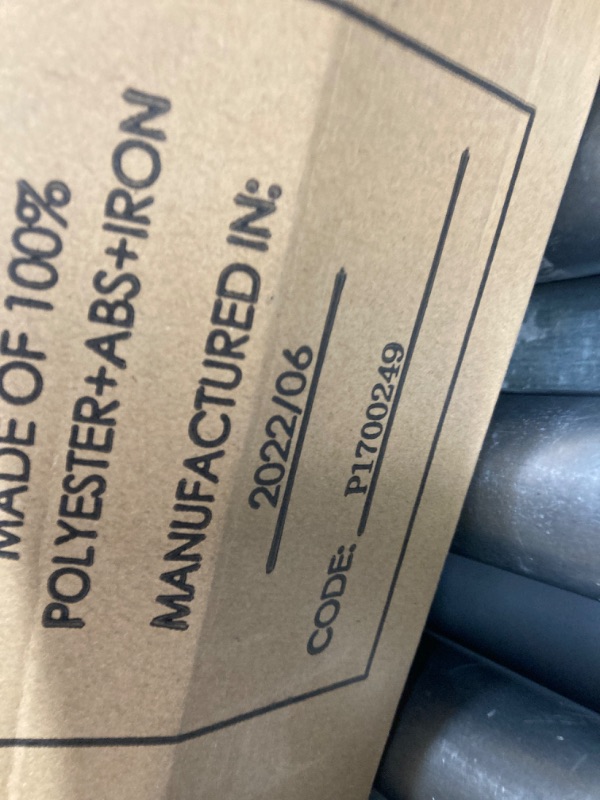 MADE OF 100%
POLYESTER+ABS+IRON
MANUFACTURED IN:
2022/06
CODE: P1700249